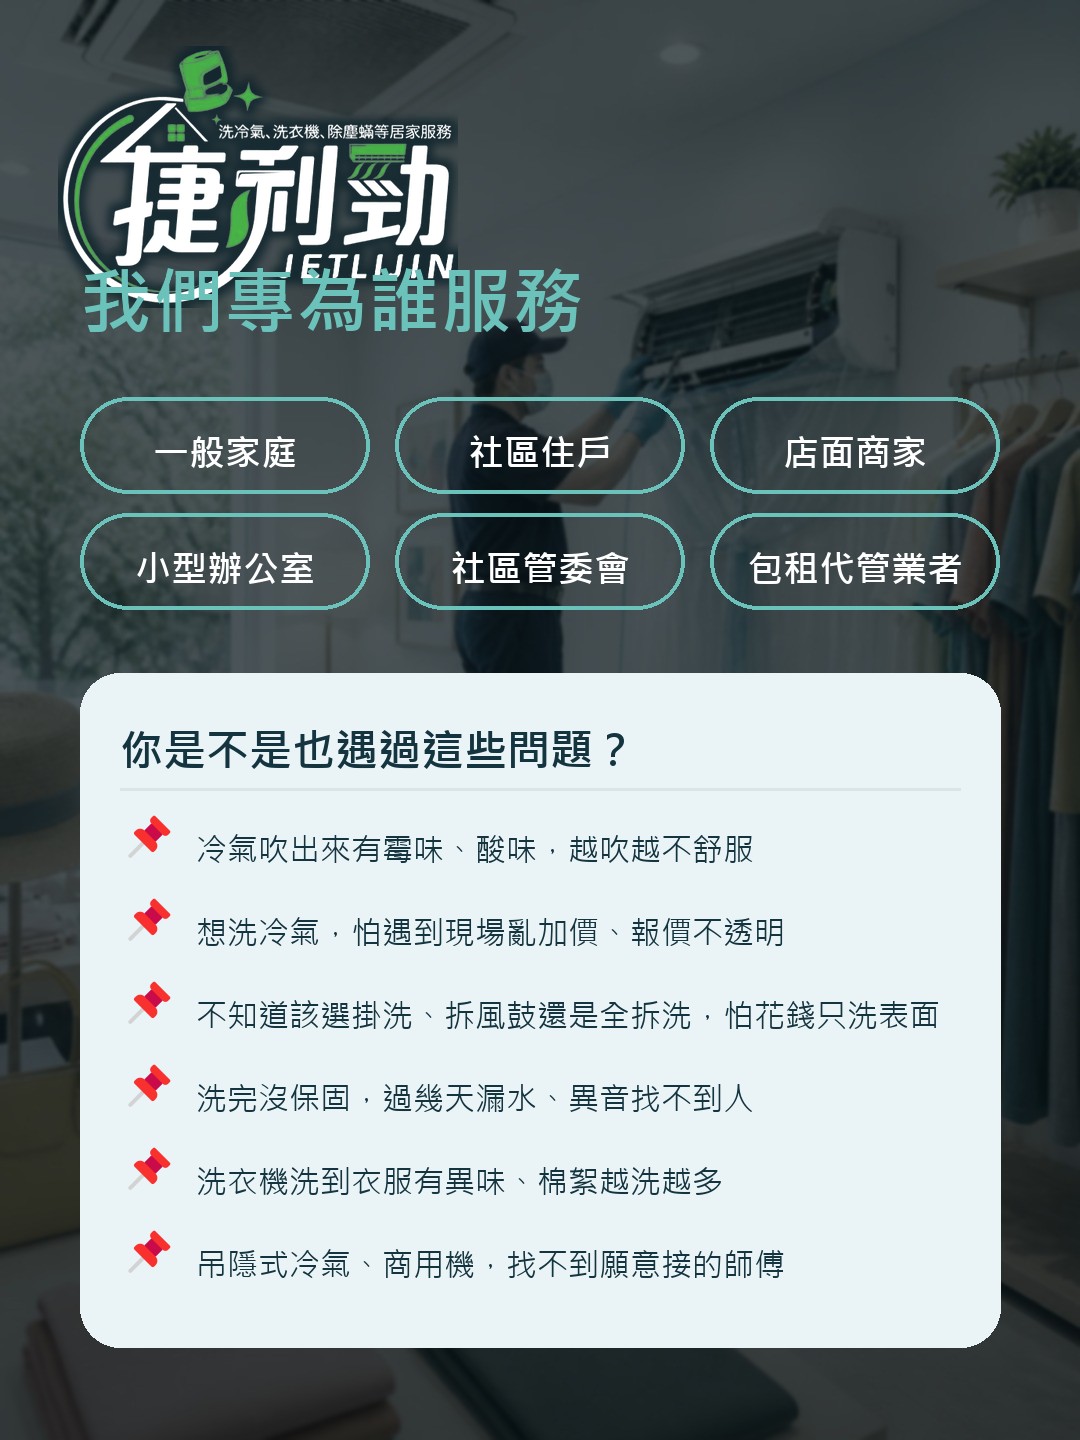 洗冷氣、洗衣機、除塵蟎等居家服務
捷利勁
JETLIJIN
我們專為誰服務
一般家庭
社區住戶
店面商家
小型辦公室
社區管委會
包租代管業者
你是不是也遇過這些問題？
冷氣吹出來有霉味、酸味，越吹越不舒服
想洗冷氣，怕遇到現場亂加價、報價不透明
不知道該選掛洗、拆風鼓還是全拆洗，怕花錢只洗表面
洗完沒保固，過幾天漏水、異音找不到人
洗衣機洗到衣服有異味、棉絮越洗越多
吊隱式冷氣、商用機，找不到願意接的師傅